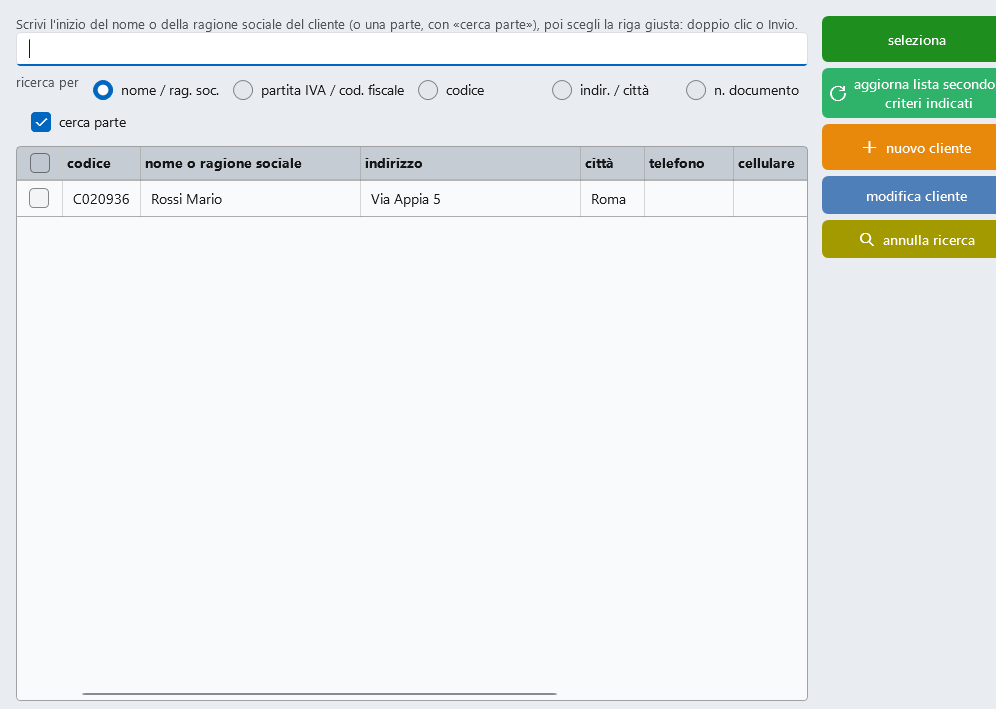 Scrivi l'inizio del nome o della ragione sociale del cliente (o una parte, con «cerca parte»), poi scegli la riga giusta: doppio clic o Invio.
ricerca per
nome / rag. soc.
partita IVA / cod. fiscale
codice
indir. / città
n. documento
cerca parte
codice
nome o ragione sociale
indirizzo
città
telefono
cellulare
C020936
Rossi Mario
Via Appia 5
Roma
seleziona
aggiorna lista secondo
criteri indicati
nuovo cliente
modifica cliente
annulla ricerca